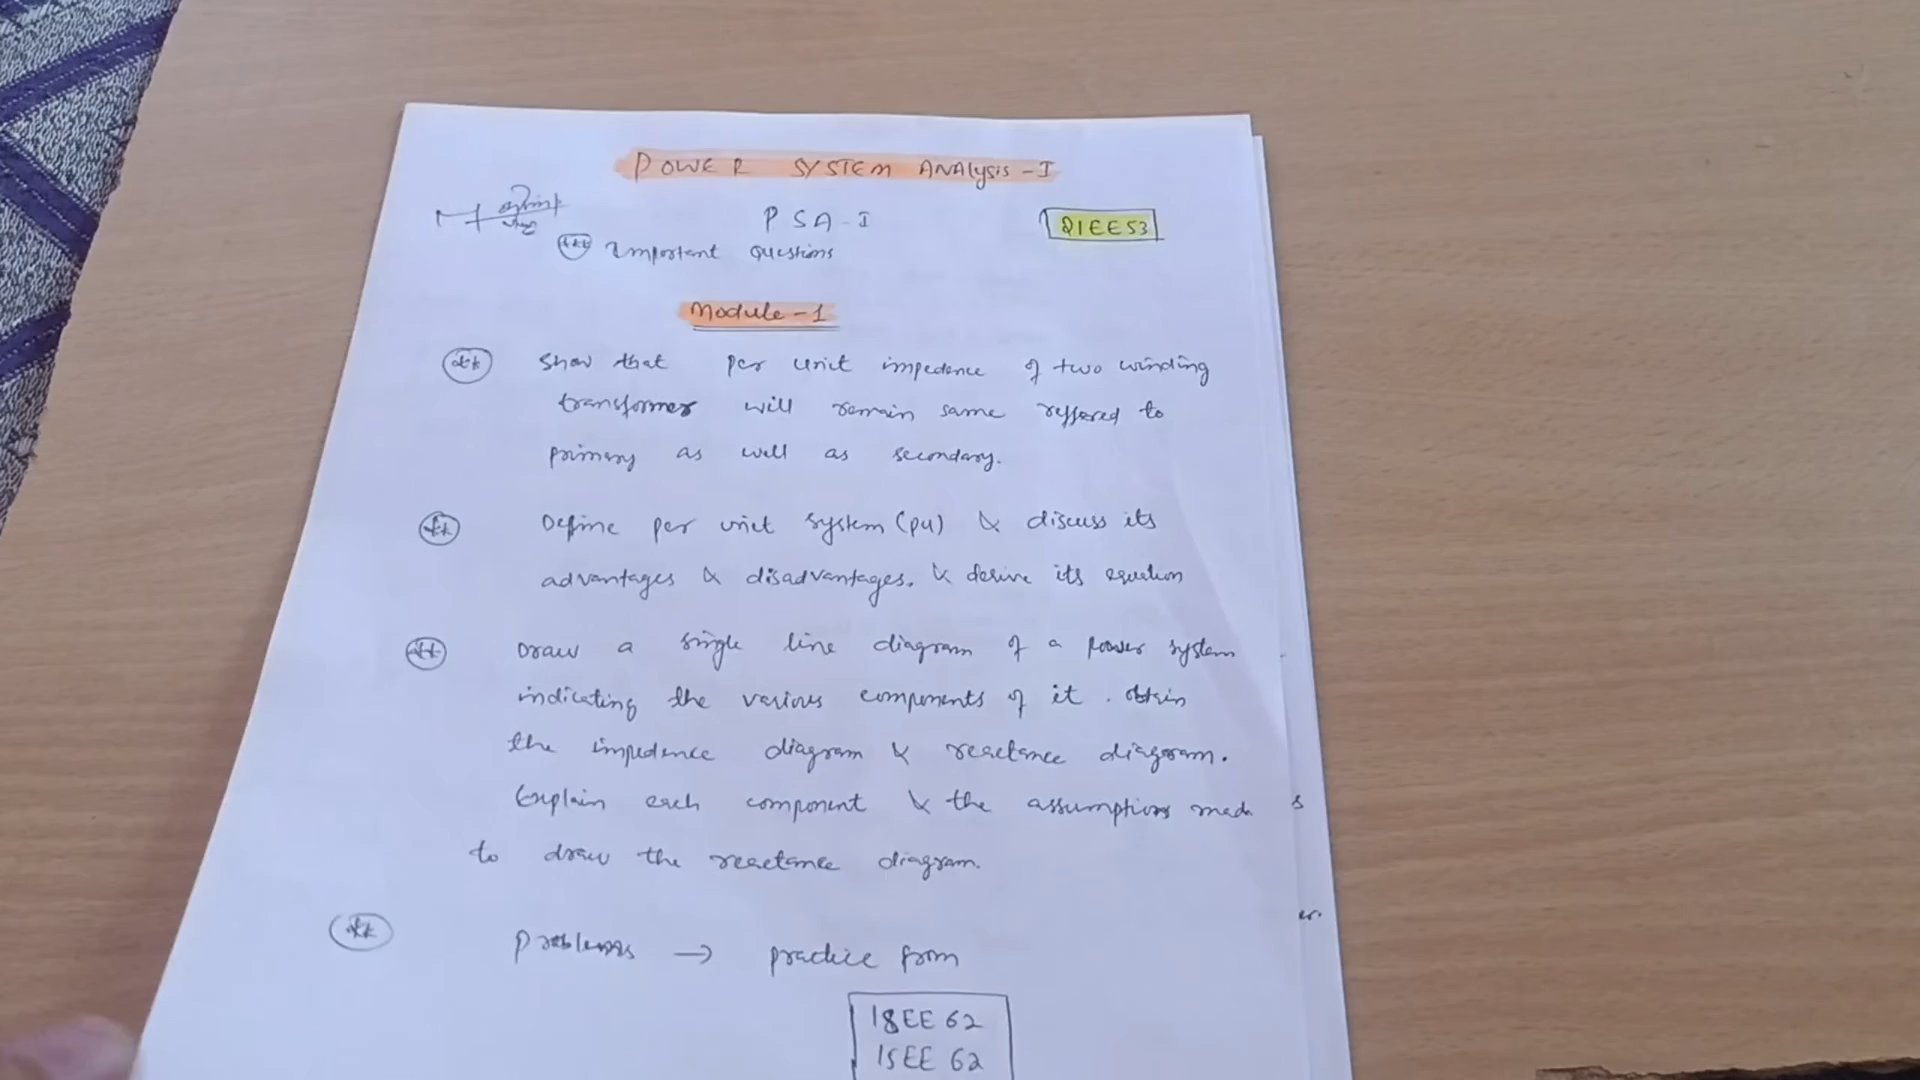 POWER SYSTEM ANAlysis - I
PSA - I
21EE53
*** Important Questions
Module - 1
** Show that per unit impedence of two winding
transformer will remain same reffered to
primary as well as secondary.
** Define per unit system (pu) & discuss its
advantages & disadvantages. & derive its equation
** Draw a single line diagram of a Power system
indicating the various components of it. Obtain
the impedence diagram & reactance diagram.
Explain each component & the assumptions made
to draw the reactance diagram.
** problems → practice from
18EE62
15EE62